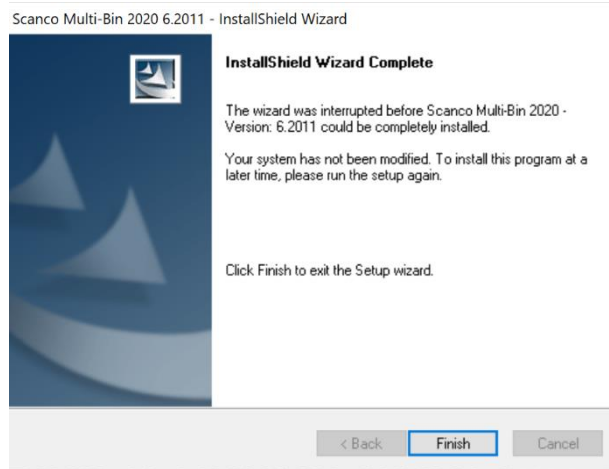 Scanco Multi-Bin 2020 6.2011 - InstallShield Wizard
InstallShield Wizard Complete
The wizard was interrupted before Scanco Multi-Bin 2020 -
Version: 6.2011 could be completely installed.
Your system has not been modified. To install this program at a
later time, please run the setup again.
Click Finish to exit the Setup wizard.
< Back Finish Cancel